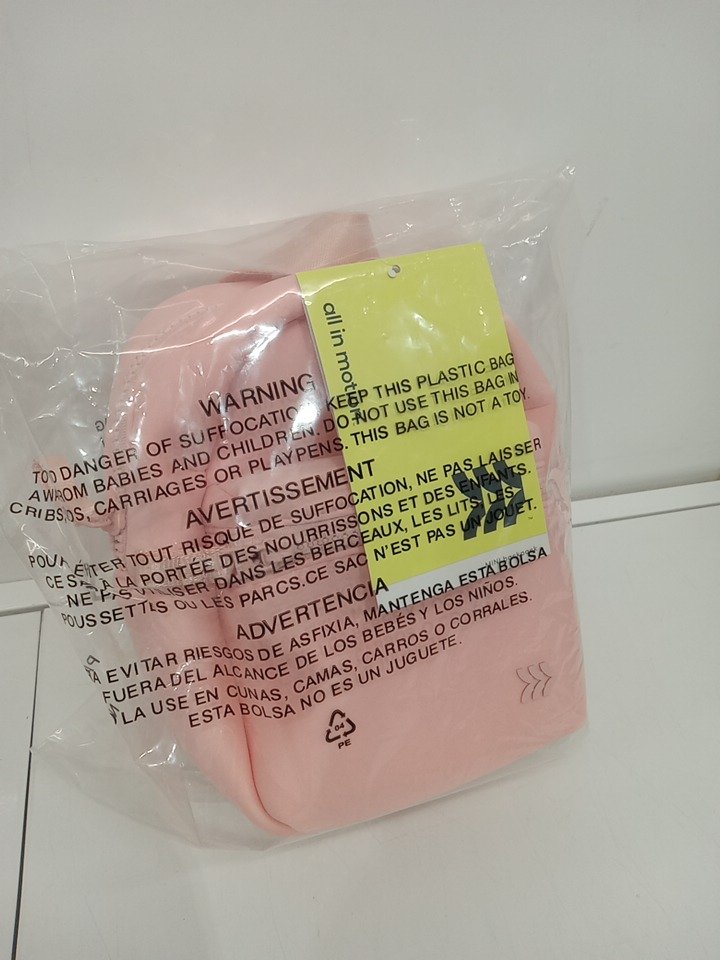 all in motion
WARNING
TO DANGER OF SUFFOCATION, KEEP THIS PLASTIC BAG
AWAY FROM BABIES AND CHILDREN. DO NOT USE THIS BAG IN
CRIBS, CARRIAGES OR PLAYPENS. THIS BAG IS NOT A TOY.
AVERTISSEMENT
POUR ÉVITER TOUT RISQUE DE SUFFOCATION, NE PAS LAISSER
CE SAC À LA PORTÉE DES NOURRISSONS ET DES ENFANTS.
NE PAS UTILISER DANS LES BERCEAUX, LES LITS, LES
POUSSETTES OU LES PARCS. CE SAC N'EST PAS UN JOUET.
ADVERTENCIA
EVITAR RIESGOS DE ASFIXIA, MANTENGA ESTA BOLSA
FUERA DEL ALCANCE DE LOS BEBÉS Y LOS NIÑOS.
LA USE EN CUNAS, CAMAS, CARROS O CORRALES.
ESTA BOLSA NO ES UN JUGUETE.
04
PE